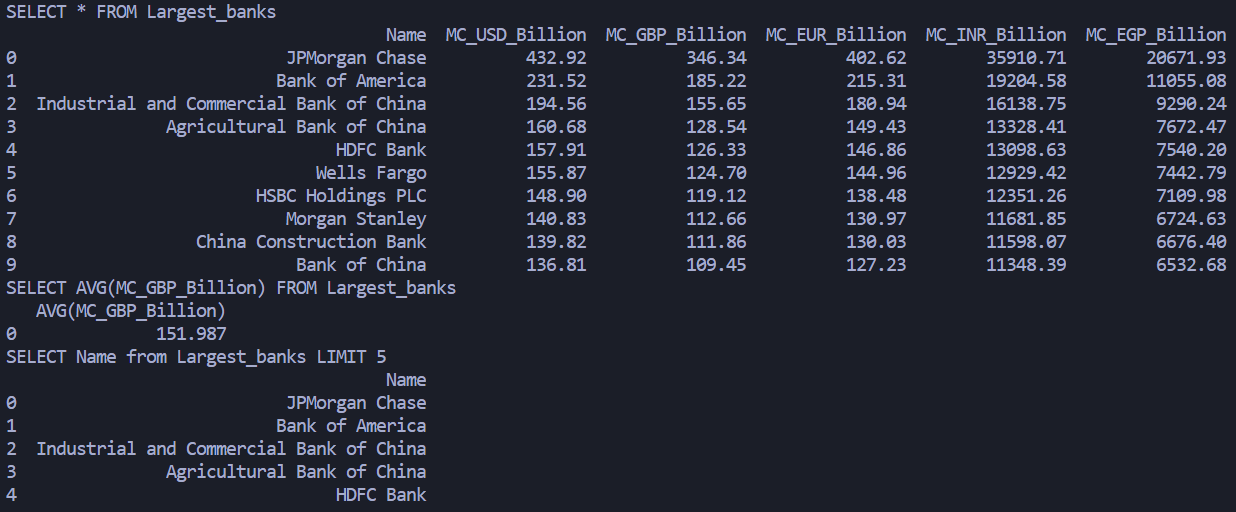 SELECT * FROM Largest_banks
Name MC_USD_Billion MC_GBP_Billion MC_EUR_Billion MC_INR_Billion MC_EGP_Billion
0 JPMorgan Chase 432.92 346.34 402.62 35910.71 20671.93
1 Bank of America 231.52 185.22 215.31 19204.58 11055.08
2 Industrial and Commercial Bank of China 194.56 155.65 180.94 16138.75 9290.24
3 Agricultural Bank of China 160.68 128.54 149.43 13328.41 7672.47
4 HDFC Bank 157.91 126.33 146.86 13098.63 7540.20
5 Wells Fargo 155.87 124.70 144.96 12929.42 7442.79
6 HSBC Holdings PLC 148.90 119.12 138.48 12351.26 7109.98
7 Morgan Stanley 140.83 112.66 130.97 11681.85 6724.63
8 China Construction Bank 139.82 111.86 130.03 11598.07 6676.40
9 Bank of China 136.81 109.45 127.23 11348.39 6532.68
SELECT AVG(MC_GBP_Billion) FROM Largest_banks
AVG(MC_GBP_Billion)
0 151.987
SELECT Name from Largest_banks LIMIT 5
Name
0 JPMorgan Chase
1 Bank of America
2 Industrial and Commercial Bank of China
3 Agricultural Bank of China
4 HDFC Bank